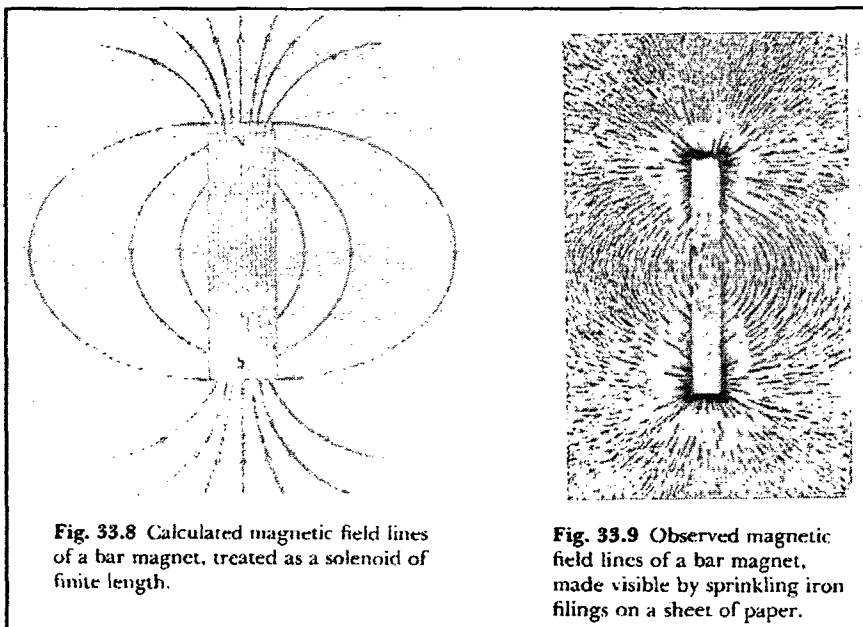 Fig. 33.8 Calculated magnetic field lines
of a bar magnet, treated as a solenoid of
finite length.
Fig. 33.9 Observed magnetic
field lines of a bar magnet,
made visible by sprinkling iron
filings on a sheet of paper.